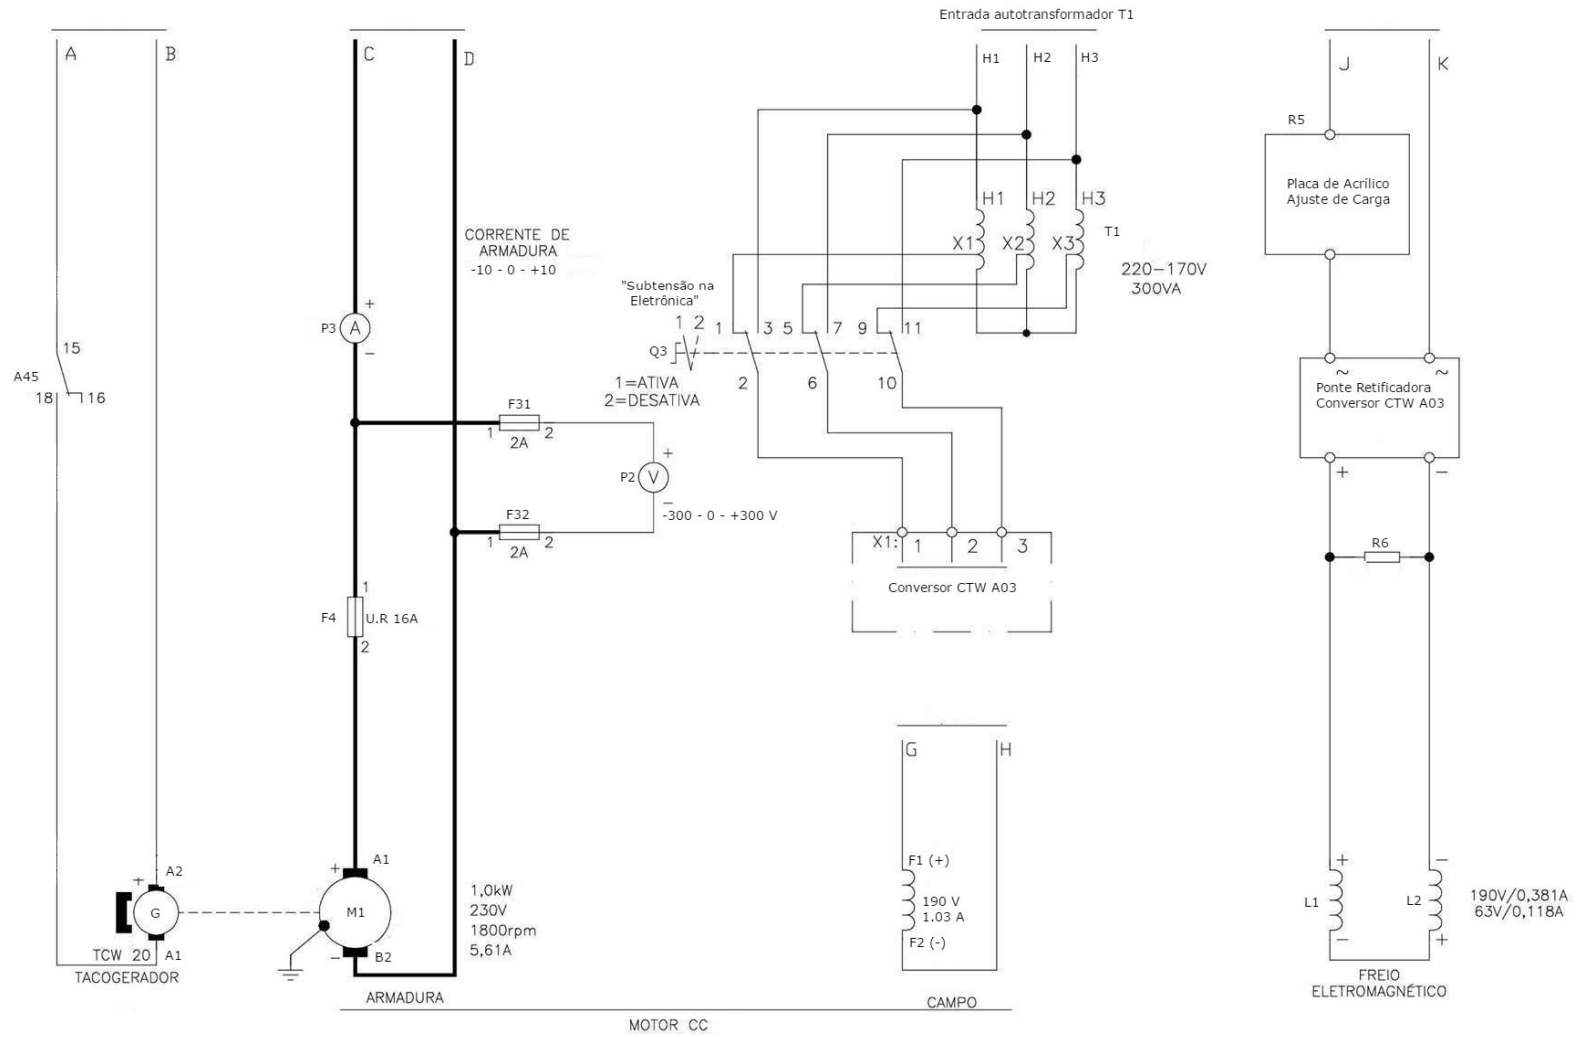 Entrada autotransformador T1
A
B
C
D
H1
H2
H3
J
K
R5
Placa de Acrílico
Ajuste de Carga
H1
H2
H3
X1
X2
X3
T1
220-170V
300VA
CORRENTE DE
ARMADURA
-10 - 0 - +10
"Subtensão na
Eletrônica"
1 2
1
3
5
7
9
11
Q3
2
6
10
1=ATIVA
2=DESATIVA
P3
A
+
−
15
A45
18
16
F31
1
2
2A
P2
V
+
−
-300 - 0 - +300 V
F32
1
2
2A
~
~
Ponte Retificadora
Conversor CTW A03
+
−
R6
X1:
1
2
3
Conversor CTW A03
1
F4
U.R 16A
2
G
H
F1 (+)
190 V
1.03 A
F2 (-)
CAMPO
A2
+
G
TCW 20
A1
TACOGERADOR
+
A1
M1
−
B2
1,0kW
230V
1800rpm
5,61A
ARMADURA
MOTOR CC
+
−
L1
L2
−
+
190V/0,381A
63V/0,118A
FREIO
ELETROMAGNÉTICO